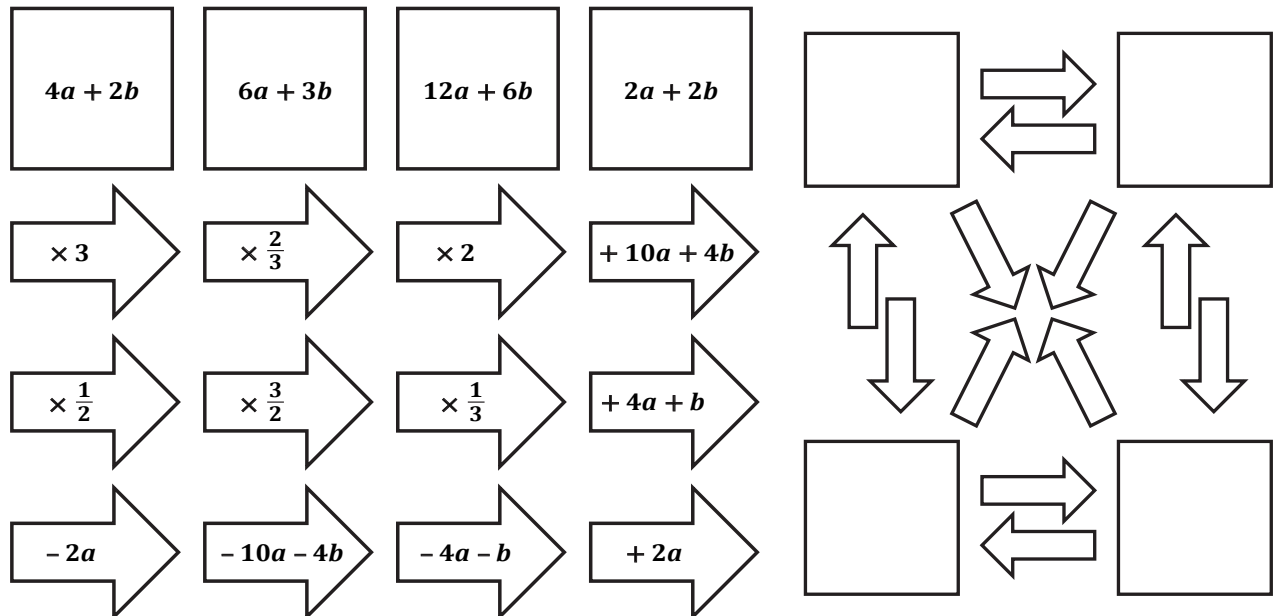 4a + 2b 6a + 3b 12a + 6b 2a + 2b
× 3 × 2/3 × 2 + 10a + 4b
× 1/2 × 3/2 × 1/3 + 4a + b
– 2a – 10a – 4b – 4a – b + 2a